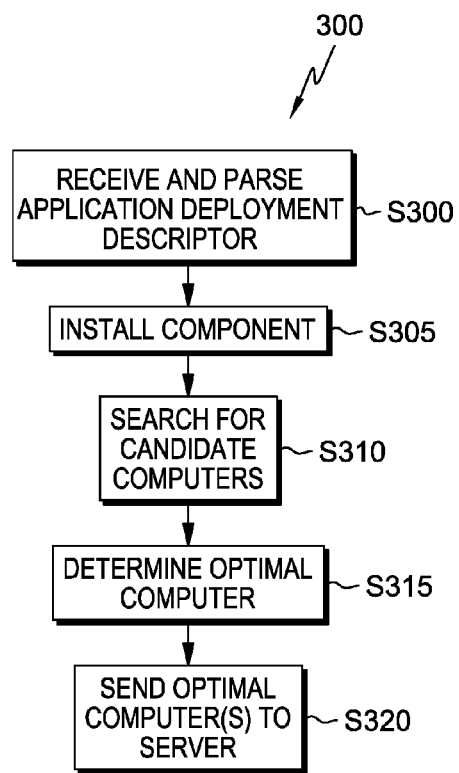 300
RECEIVE AND PARSE
APPLICATION DEPLOYMENT
DESCRIPTOR
S300
INSTALL COMPONENT
S305
SEARCH FOR
CANDIDATE
COMPUTERS
S310
DETERMINE OPTIMAL
COMPUTER
S315
SEND OPTIMAL
COMPUTER(S) TO
SERVER
S320